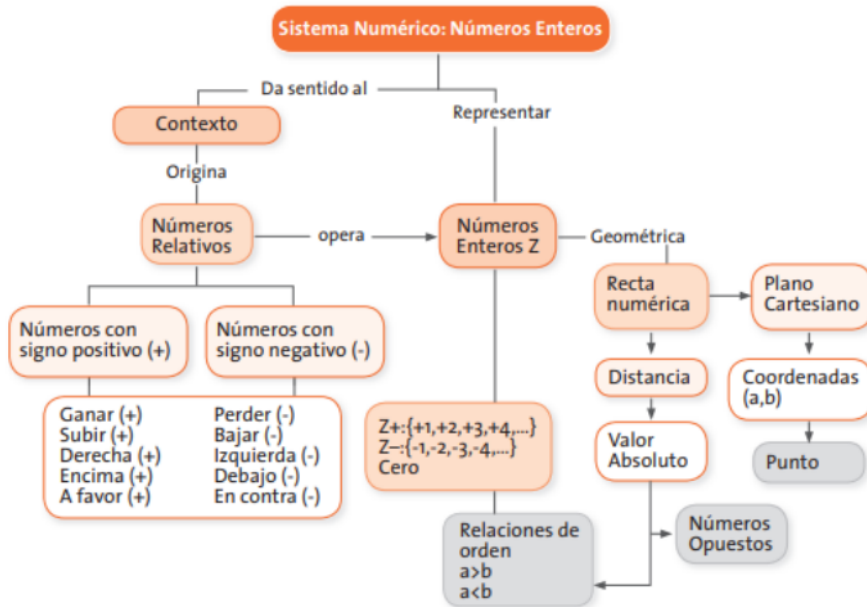 Sistema Numérico: Números Enteros
Da sentido al
Representar
Contexto
Origina
Números
Relativos
opera
Números
Enteros Z
Geométrica
Recta
numérica
Plano
Cartesiano
Números con
signo positivo (+)
Números con
signo negativo (-)
Distancia
Coordenadas
(a,b)
Ganar (+)
Subir (+)
Derecha (+)
Encima (+)
A favor (+)
Perder (-)
Bajar (-)
Izquierda (-)
Debajo (-)
En contra (-)
Z+:{+1,+2,+3,+4,...}
Z–:{-1,-2,-3,-4,...}
Cero
Valor
Absoluto
Punto
Relaciones de
orden
a>b
a<b
Números
Opuestos